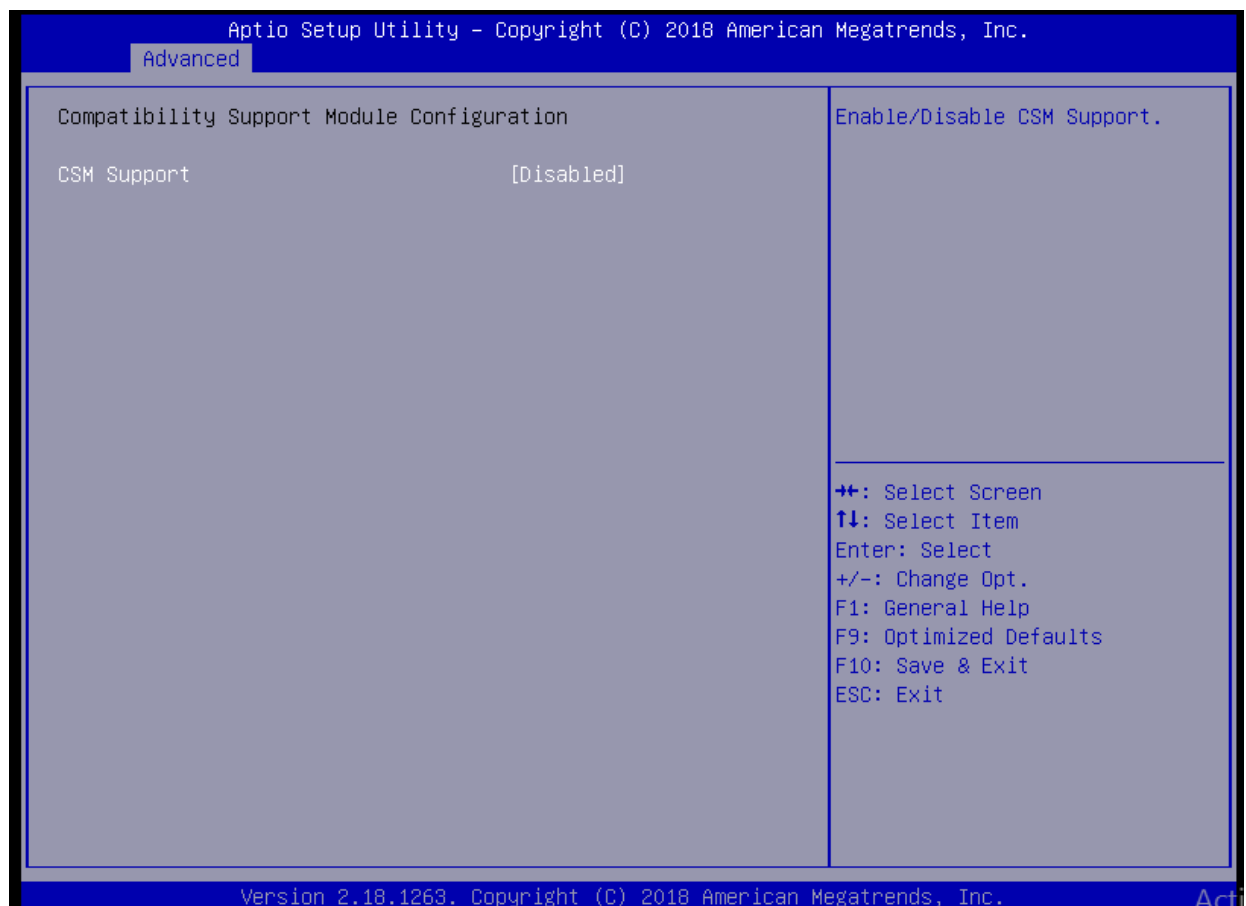 Aptio Setup Utility – Copyright (C) 2018 American Megatrends, Inc.
Advanced
Compatibility Support Module Configuration
CSM Support [Disabled]
Enable/Disable CSM Support.
→←: Select Screen
↑↓: Select Item
Enter: Select
+/-: Change Opt.
F1: General Help
F9: Optimized Defaults
F10: Save & Exit
ESC: Exit
Version 2.18.1263. Copyright (C) 2018 American Megatrends, Inc.